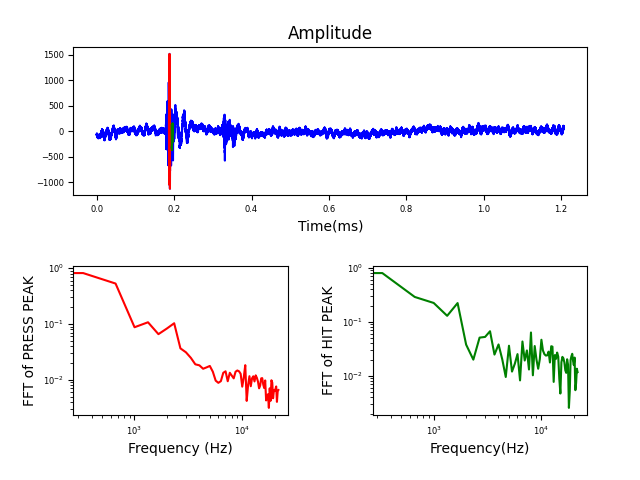 Amplitude
1500
1000
500
0
−500
−1000
0.0 0.2 0.4 0.6 0.8 1.0 1.2
Time(ms)
FFT of PRESS PEAK
10⁰
10⁻¹
10⁻²
10³ 10⁴
Frequency (Hz)
FFT of HIT PEAK
10⁰
10⁻¹
10⁻²
10³ 10⁴
Frequency(Hz)